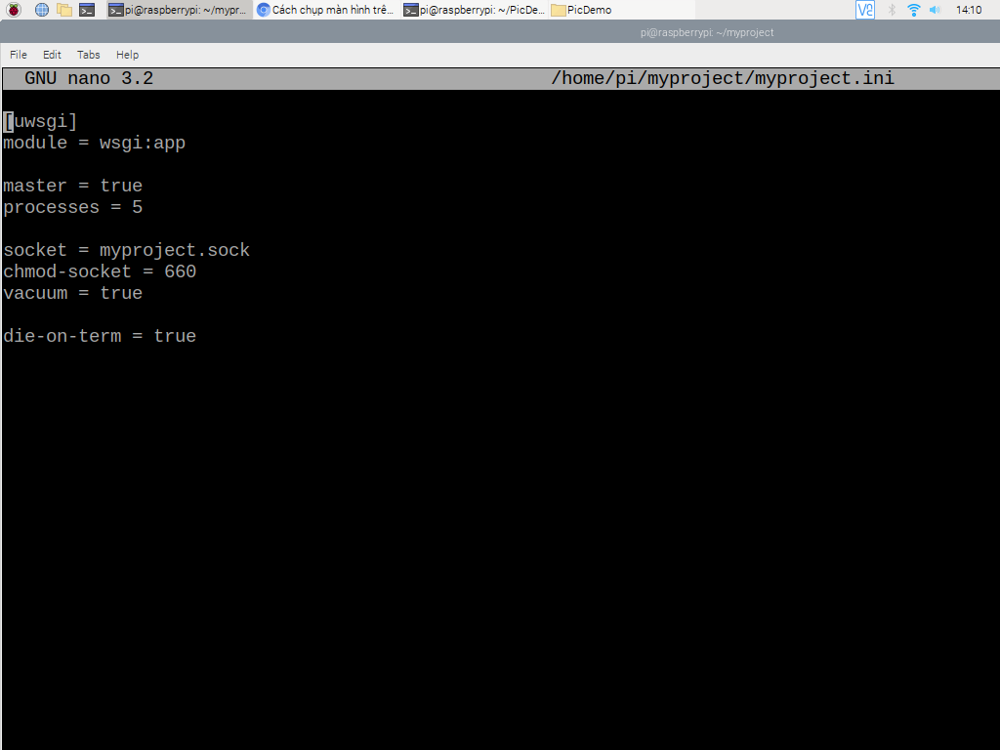 pi@raspberrypi: ~/mypr... Cách chụp màn hình trê... pi@raspberrypi: ~/PicDe... PicDemo V2 14:10
pi@raspberrypi: ~/myproject
File Edit Tabs Help
GNU nano 3.2 /home/pi/myproject/myproject.ini
[uwsgi]
module = wsgi:app
master = true
processes = 5
socket = myproject.sock
chmod-socket = 660
vacuum = true
die-on-term = true